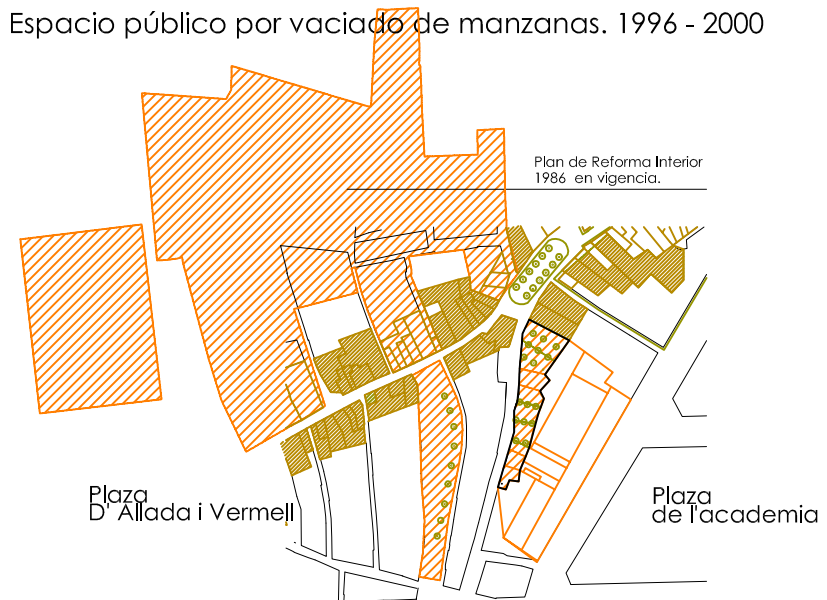 Espacio público por vaciado de manzanas. 1996 - 2000
Plan de Reforma Interior
1986 en vigencia.
Plaza
D' Allada i Vermell
Plaza
de l'academia